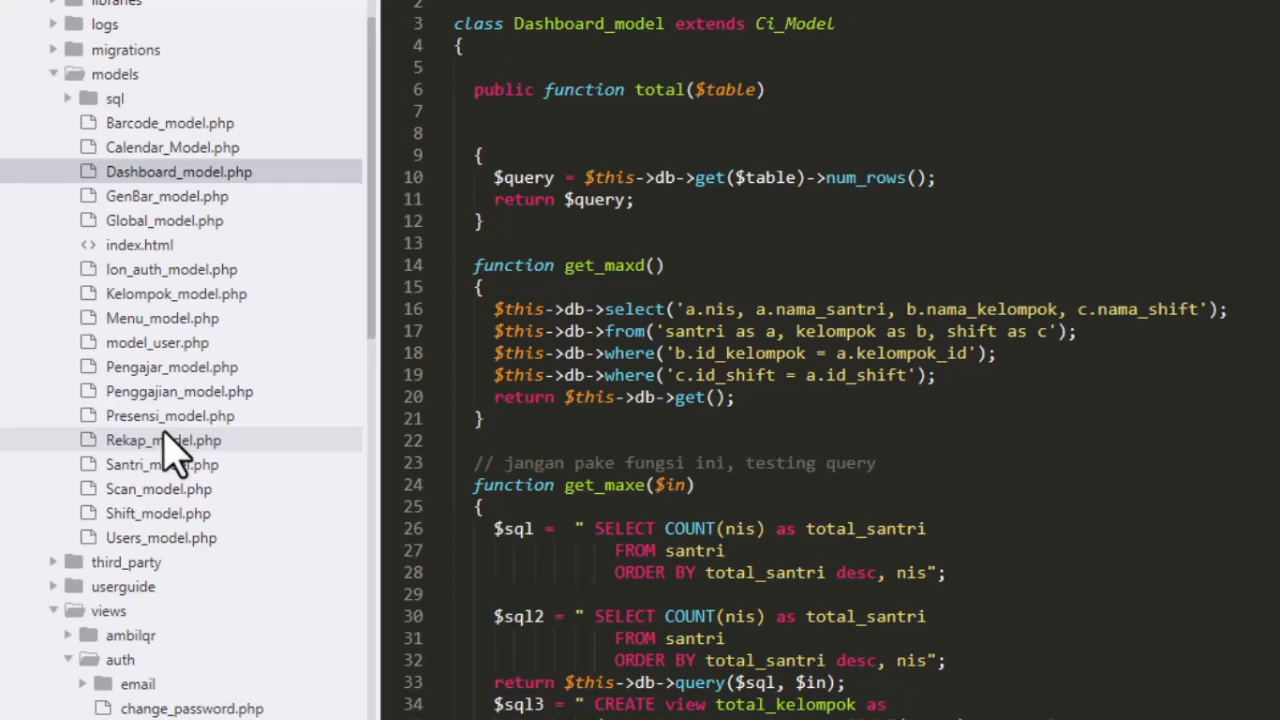 libraries
logs
migrations
models
sql
Barcode_model.php
Calendar_Model.php
Dashboard_model.php
GenBar_model.php
Global_model.php
index.html
Ion_auth_model.php
Kelompok_model.php
Menu_model.php
model_user.php
Pengajar_model.php
Penggajian_model.php
Presensi_model.php
Rekap_model.php
Santri_model.php
Scan_model.php
Shift_model.php
Users_model.php
third_party
userguide
views
ambilqr
auth
email
change_password.php
2
3 class Dashboard_model extends Ci_Model
4 {
5
6 public function total($table)
7
8
9 {
10 $query = $this->db->get($table)->num_rows();
11 return $query;
12 }
13
14 function get_maxd()
15 {
16 $this->db->select('a.nis, a.nama_santri, b.nama_kelompok, c.nama_shift');
17 $this->db->from('santri as a, kelompok as b, shift as c');
18 $this->db->where('b.id_kelompok = a.kelompok_id');
19 $this->db->where('c.id_shift = a.id_shift');
20 return $this->db->get();
21 }
22
23 // jangan pake fungsi ini, testing query
24 function get_maxe($in)
25 {
26 $sql = " SELECT COUNT(nis) as total_santri
27 FROM santri
28 ORDER BY total_santri desc, nis";
29
30 $sql2 = " SELECT COUNT(nis) as total_santri
31 FROM santri
32 ORDER BY total_santri desc, nis";
33 return $this->db->query($sql, $in);
34 $sql3 = " CREATE view total_kelompok as